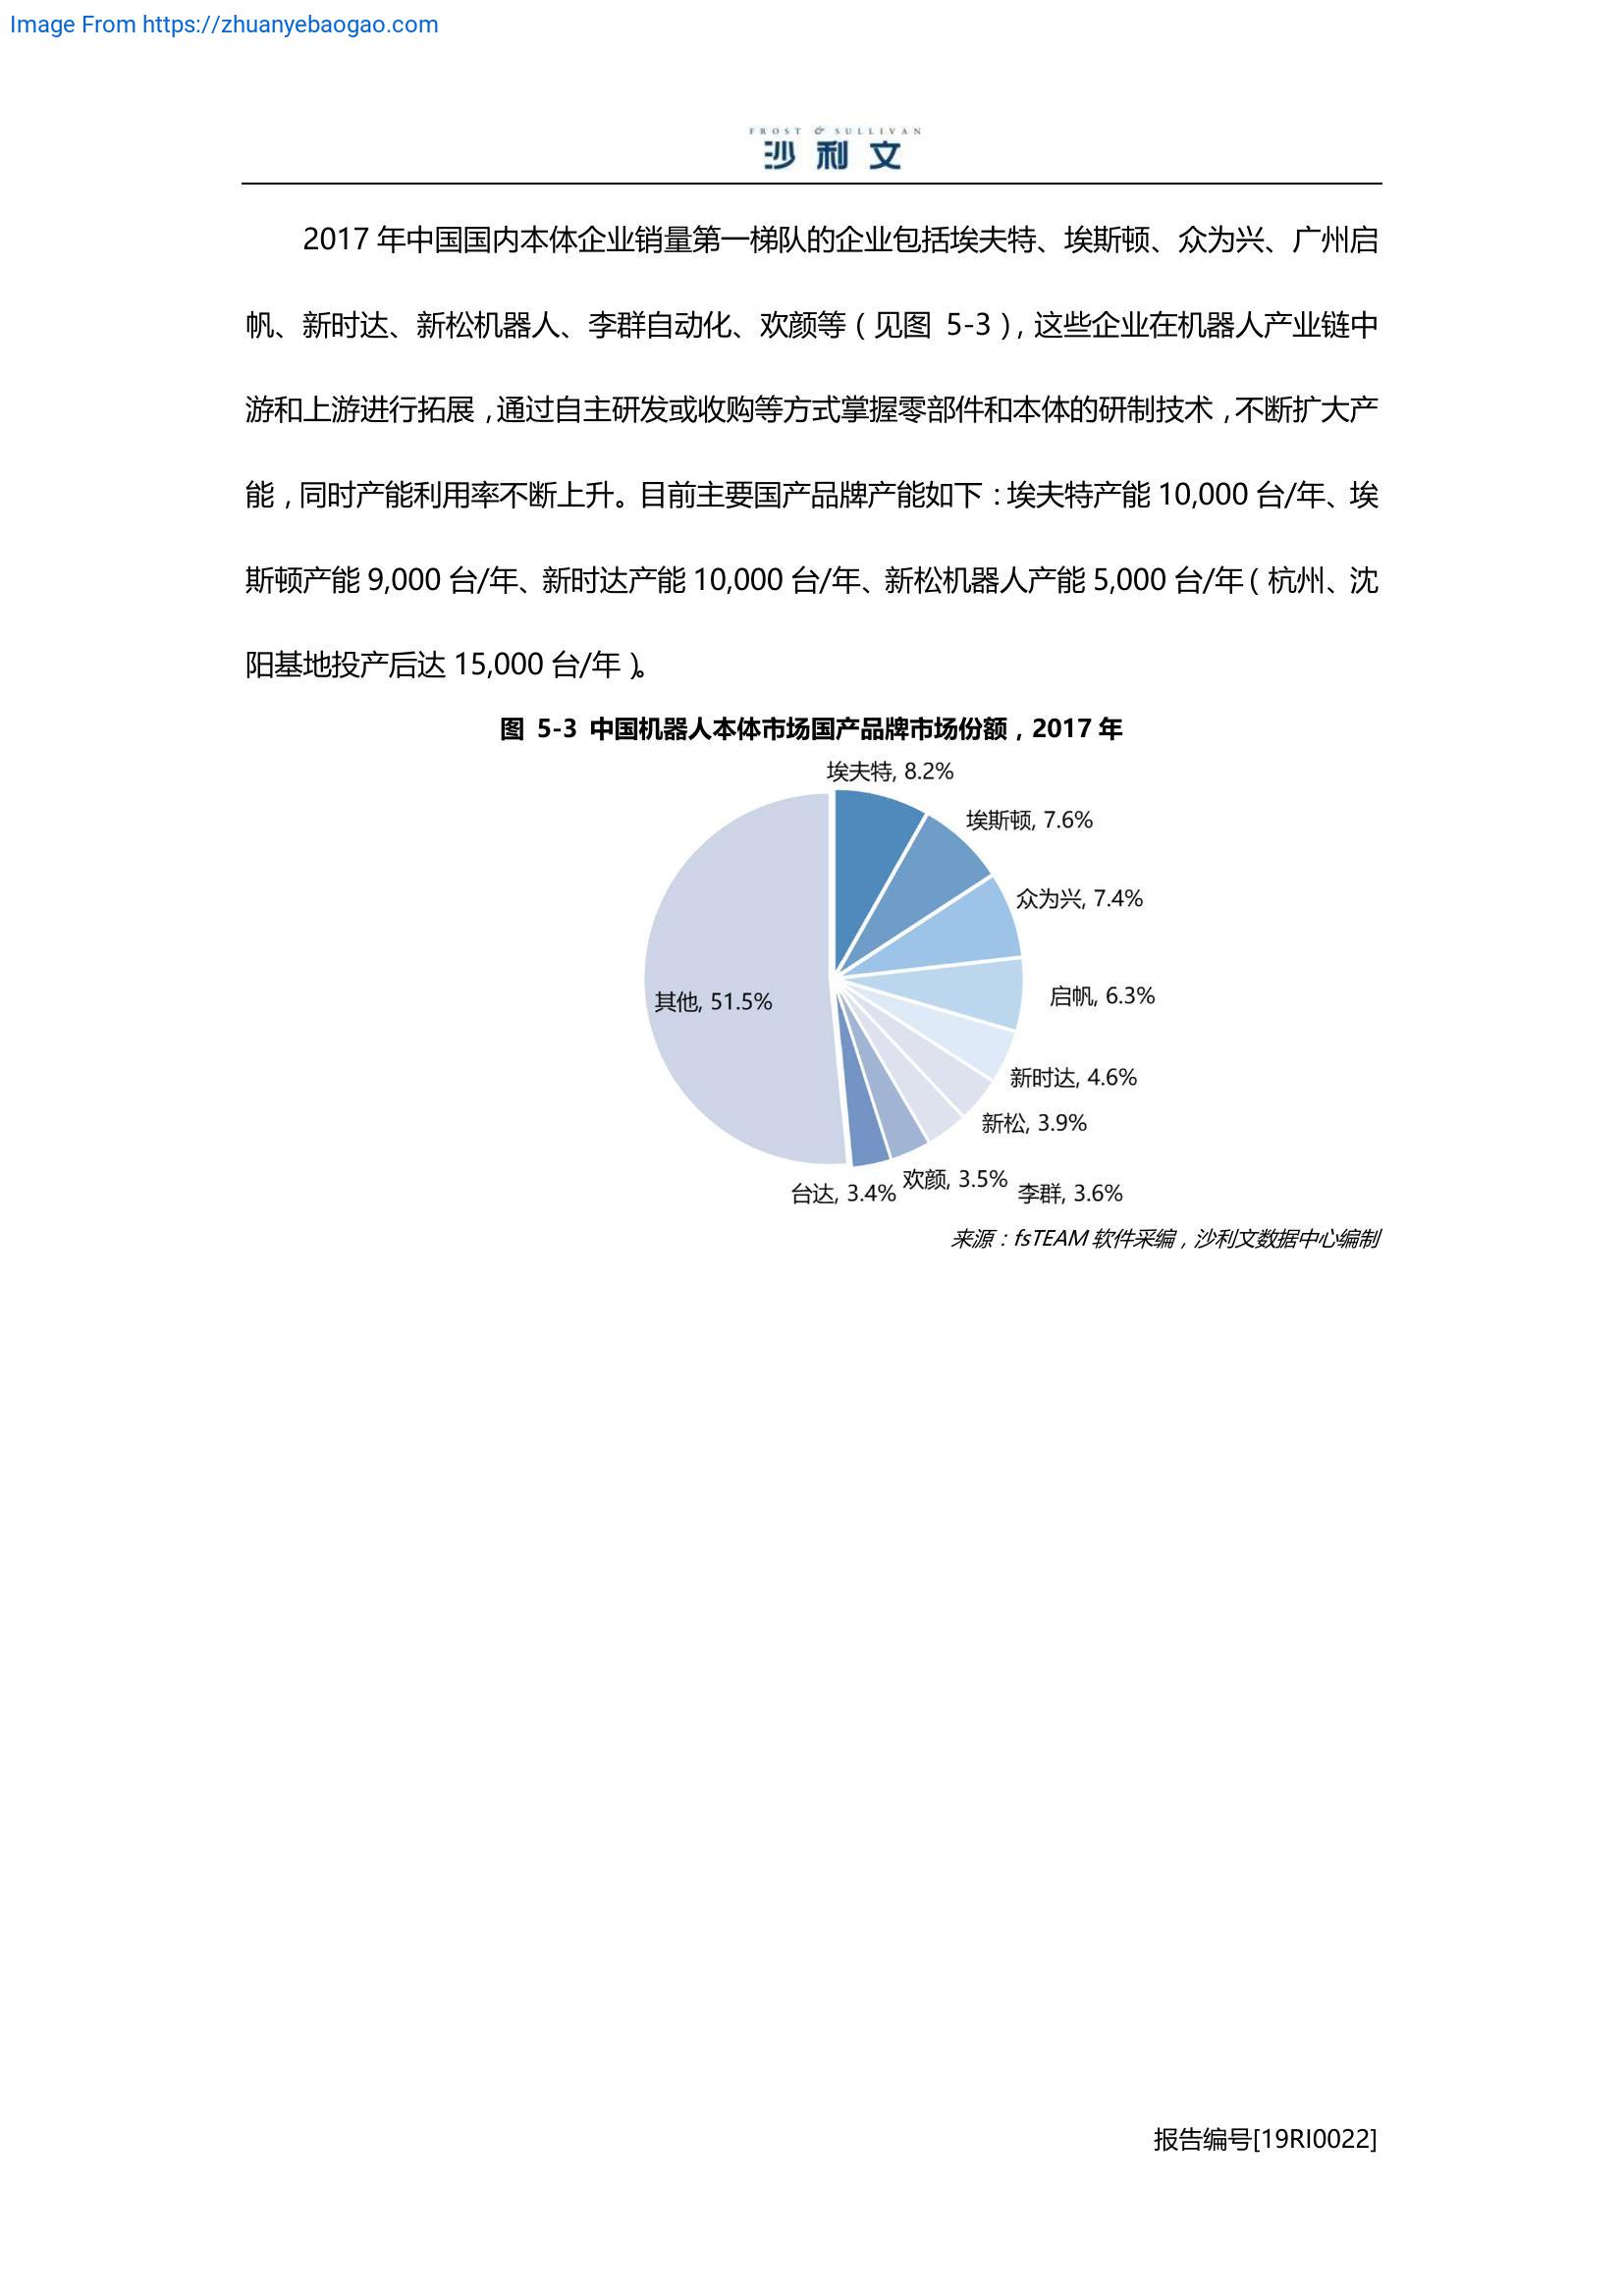 Image From https://zhuanyebaogao.com
FROST & SULLIVAN
沙利文
2017 年中国国内本体企业销量第一梯队的企业包括埃夫特、埃斯顿、众为兴、广州启
帆、新时达、新松机器人、李群自动化、欢颜等（见图 5-3），这些企业在机器人产业链中
游和上游进行拓展，通过自主研发或收购等方式掌握零部件和本体的研制技术，不断扩大产
能，同时产能利用率不断上升。目前主要国产品牌产能如下：埃夫特产能 10,000 台/年、埃
斯顿产能 9,000 台/年、新时达产能 10,000 台/年、新松机器人产能 5,000 台/年（杭州、沈
阳基地投产后达 15,000 台/年）。
图 5-3 中国机器人本体市场国产品牌市场份额，2017 年
埃夫特, 8.2%
埃斯顿, 7.6%
众为兴, 7.4%
启帆, 6.3%
其他, 51.5%
新时达, 4.6%
新松, 3.9%
李群, 3.6%
欢颜, 3.5%
台达, 3.4%
来源：fsTEAM 软件采编，沙利文数据中心编制
报告编号[19RI0022]